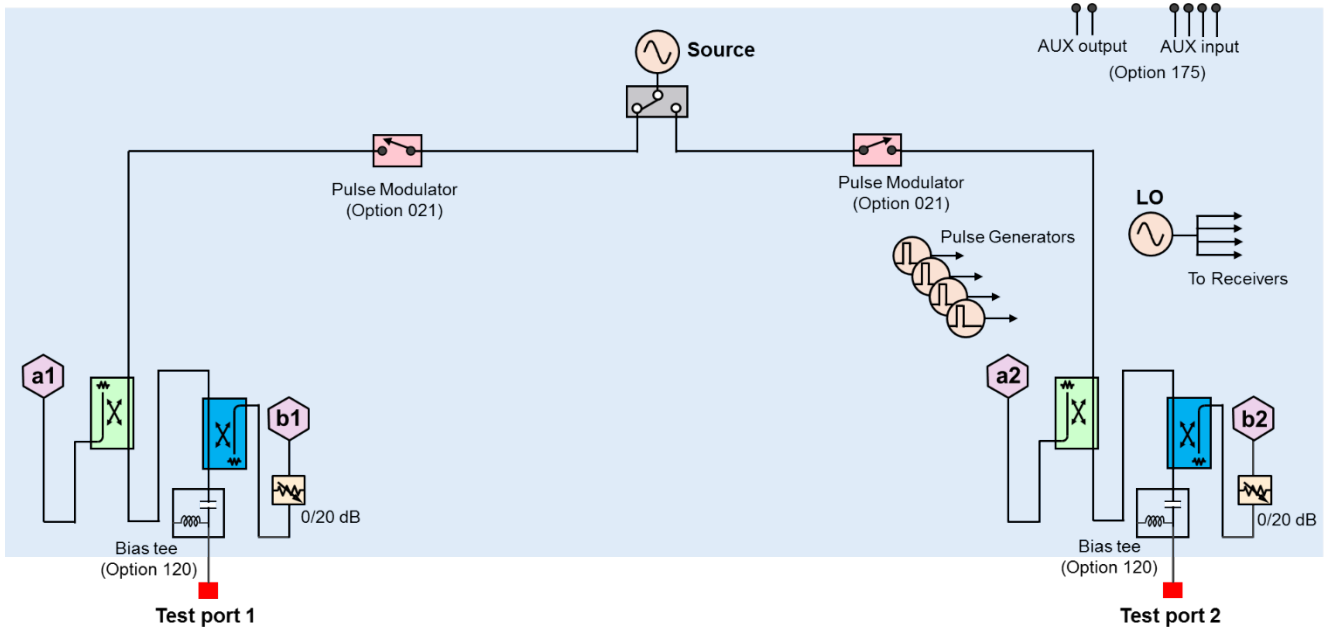 Source
AUX output
AUX input
(Option 175)
Pulse Modulator
(Option 021)
Pulse Modulator
(Option 021)
LO
To Receivers
Pulse Generators
a1
b1
0/20 dB
Bias tee
(Option 120)
Test port 1
a2
b2
0/20 dB
Bias tee
(Option 120)
Test port 2